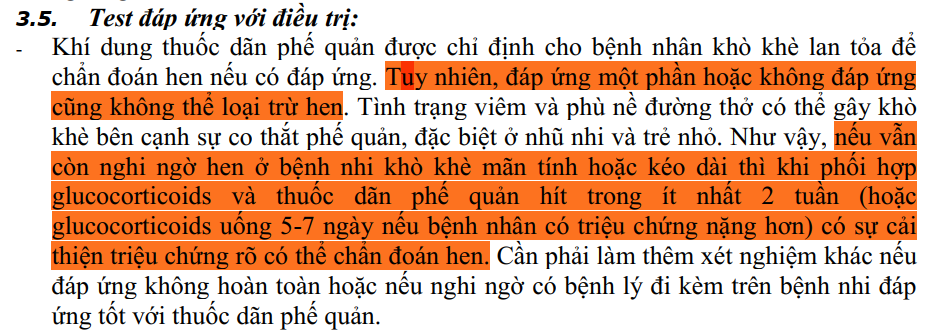 3.5. Test đáp ứng với điều trị:
- Khí dung thuốc dãn phế quản được chỉ định cho bệnh nhân khò khè lan tỏa để
chẩn đoán hen nếu có đáp ứng. Tuy nhiên, đáp ứng một phần hoặc không đáp ứng
cũng không thể loại trừ hen. Tình trạng viêm và phù nề đường thở có thể gây khò
khè bên cạnh sự co thắt phế quản, đặc biệt ở nhũ nhi và trẻ nhỏ. Như vậy, nếu vẫn
còn nghi ngờ hen ở bệnh nhi khò khè mãn tính hoặc kéo dài thì khi phối hợp
glucocorticoids và thuốc dãn phế quản hít trong ít nhất 2 tuần (hoặc
glucocorticoids uống 5-7 ngày nếu bệnh nhân có triệu chứng nặng hơn) có sự cải
thiện triệu chứng rõ có thể chẩn đoán hen. Cần phải làm thêm xét nghiệm khác nếu
đáp ứng không hoàn toàn hoặc nếu nghi ngờ có bệnh lý đi kèm trên bệnh nhi đáp
ứng tốt với thuốc dãn phế quản.